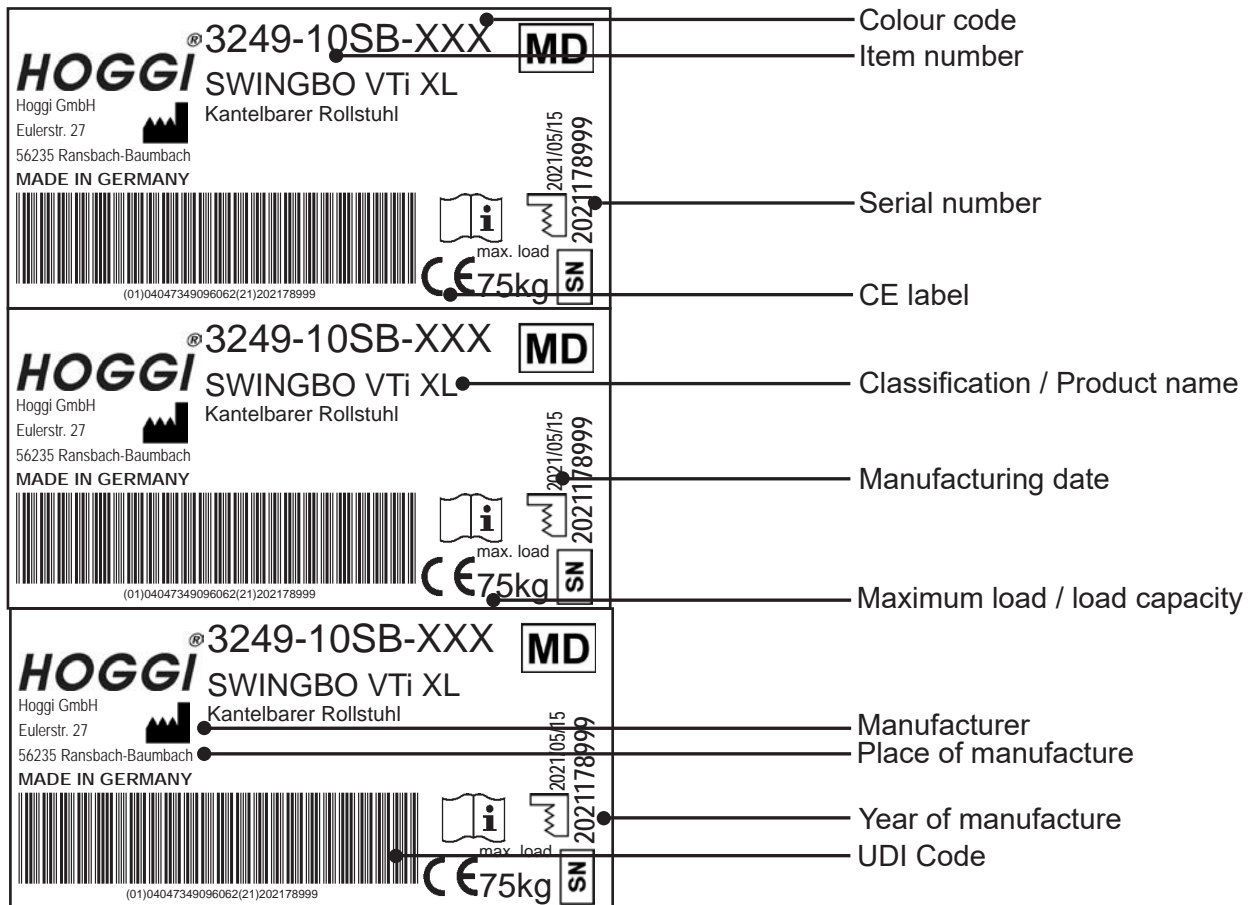 ®3249-10SB-XXX MD
HOGGI
SWINGBO VTi XL
Hoggi GmbH
Kantelbarer Rollstuhl
Eulerstr. 27
56235 Ransbach-Baumbach
MADE IN GERMANY
2021/05/15
2021178999
SN
max. load
CE 75kg
(01)04047349096062(21)202178999
Colour code
Item number
Serial number
CE label
®3249-10SB-XXX MD
HOGGI
SWINGBO VTi XL
Hoggi GmbH
Kantelbarer Rollstuhl
Eulerstr. 27
56235 Ransbach-Baumbach
MADE IN GERMANY
2021/05/15
2021178999
SN
max. load
CE 75kg
(01)04047349096062(21)202178999
Classification / Product name
Manufacturing date
Maximum load / load capacity
®3249-10SB-XXX MD
HOGGI
SWINGBO VTi XL
Hoggi GmbH
Kantelbarer Rollstuhl
Eulerstr. 27
56235 Ransbach-Baumbach
MADE IN GERMANY
2021/05/15
2021178999
SN
max. load
CE 75kg
(01)04047349096062(21)202178999
Manufacturer
Place of manufacture
Year of manufacture
UDI Code